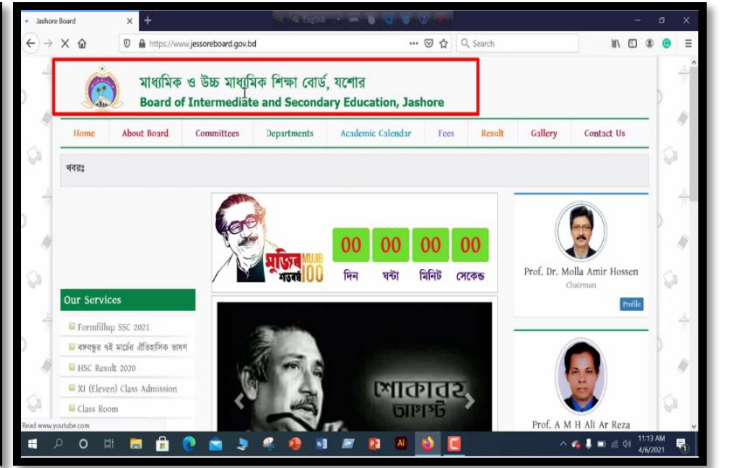 Jashore Board
https://www.jessoreboard.gov.bd
Search
মাধ্যমিক ও উচ্চ মাধ্যমিক শিক্ষা বোর্ড, যশোর
Board of Intermediate and Secondary Education, Jashore
Home About Board Committees Departments Academic Calendar Fees Result Gallery Contact Us
খবরঃ
মুজিব MUJIB
শতবর্ষ 100
00 00 00 00
দিন ঘন্টা মিনিট সেকেন্ড
Prof. Dr. Molla Amir Hossen
Chairman
Profile
Our Services
Formfillup SSC 2021
বঙ্গবন্ধুর ৭ই মার্চের ঐতিহাসিক ভাষণ
HSC Result 2020
XI (Eleven) Class Admission
Class Room
শোকাবহ
আগস্ট
Prof. A M H Ali Ar Reza
Read www.youtube.com
11:13 AM
4/6/2021